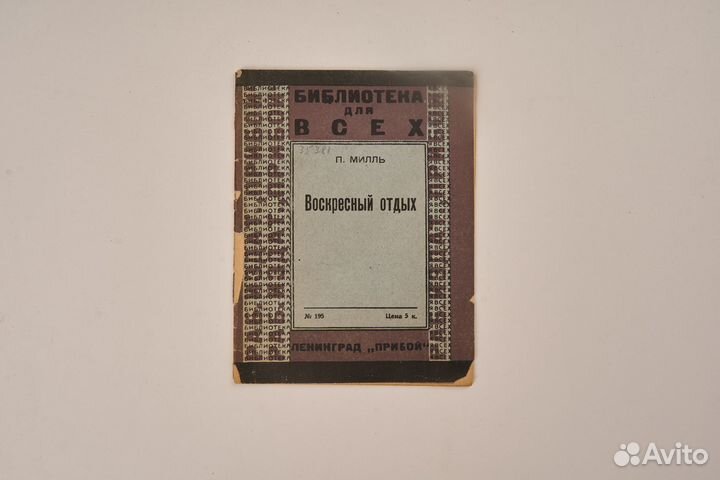 БИБЛИОТЕКА
ДЛЯ
ВСЕХ
П. МИЛЛЬ
Воскресный отдых
№ 195 Цена 5 к.
ЛЕНИНГРАД „ПРИБОЙ“
Avito